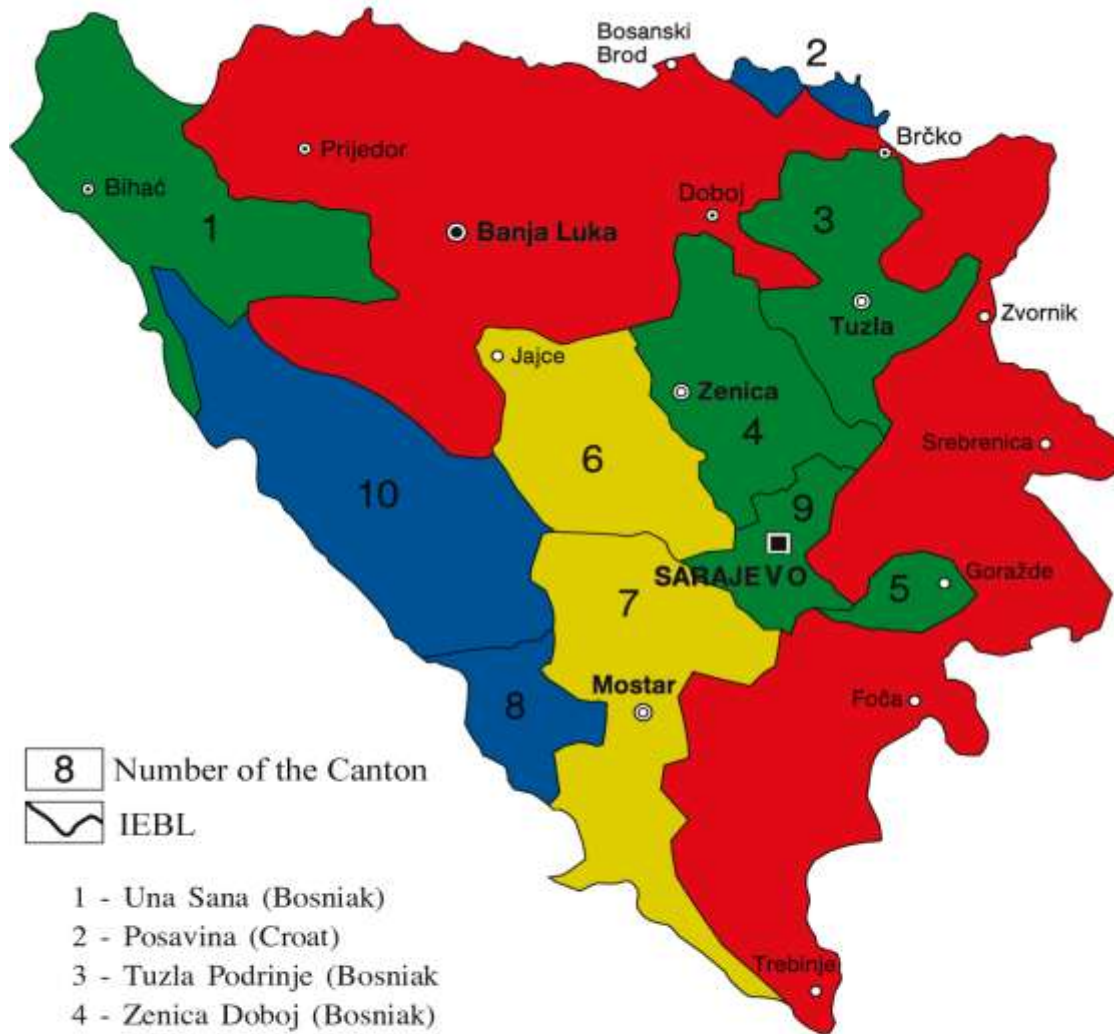 Bosanski
Brod
2
Brčko
Prijedor
Bihać
Doboj
1
3
Banja Luka
Tuzla
Zvornik
Jajce
Zenica
4
Srebrenica
6
10
9
SARAJEVO
Goražde
5
7
Mostar
Foča
8
8 Number of the Canton
IEBL
1 - Una Sana (Bosniak)
2 - Posavina (Croat)
3 - Tuzla Podrinje (Bosniak
4 - Zenica Doboj (Bosniak)
Trebinje